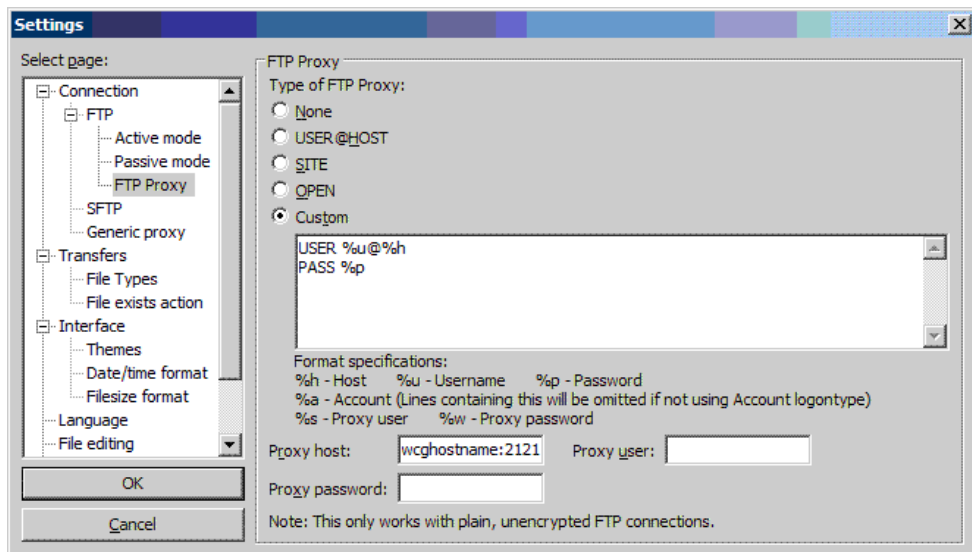 Settings
Select page:
Connection
FTP
Active mode
Passive mode
FTP Proxy
SFTP
Generic proxy
Transfers
File Types
File exists action
Interface
Themes
Date/time format
Filesize format
Language
File editing
OK
Cancel
FTP Proxy
Type of FTP Proxy:
None
USER@HOST
SITE
OPEN
Custom
USER %u@%h
PASS %p
Format specifications:
%h - Host %u - Username %p - Password
%a - Account (Lines containing this will be omitted if not using Account logontype)
%s - Proxy user %w - Proxy password
Proxy host: wcghostname:2121 Proxy user:
Proxy password:
Note: This only works with plain, unencrypted FTP connections.